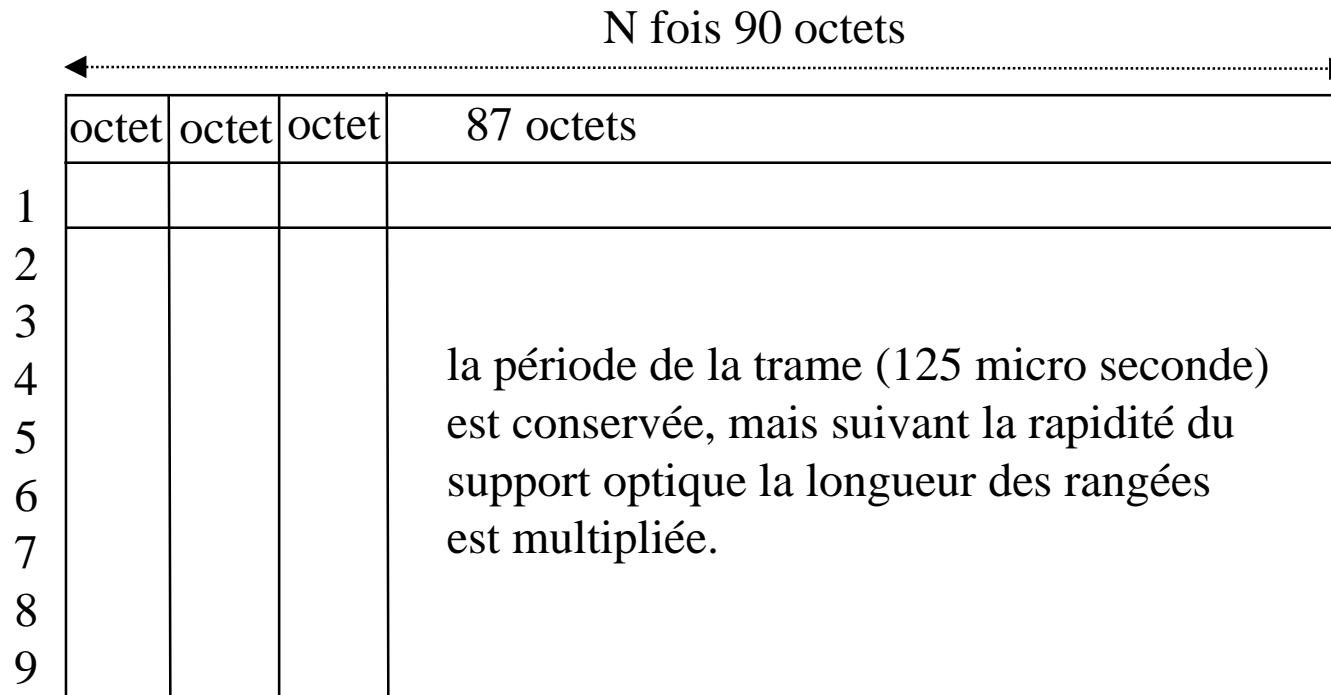 N fois 90 octets
octet octet octet 87 octets
1
2
3
4
5
6
7
8
9
la période de la trame (125 micro seconde)
est conservée, mais suivant la rapidité du
support optique la longueur des rangées
est multipliée.